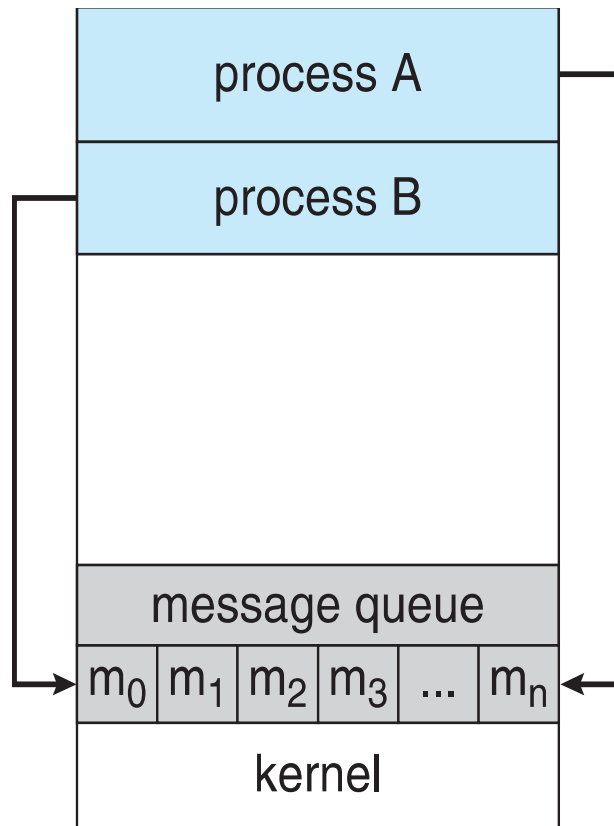 process A
process B
message queue
m₀ m₁ m₂ m₃ ... mₙ
kernel